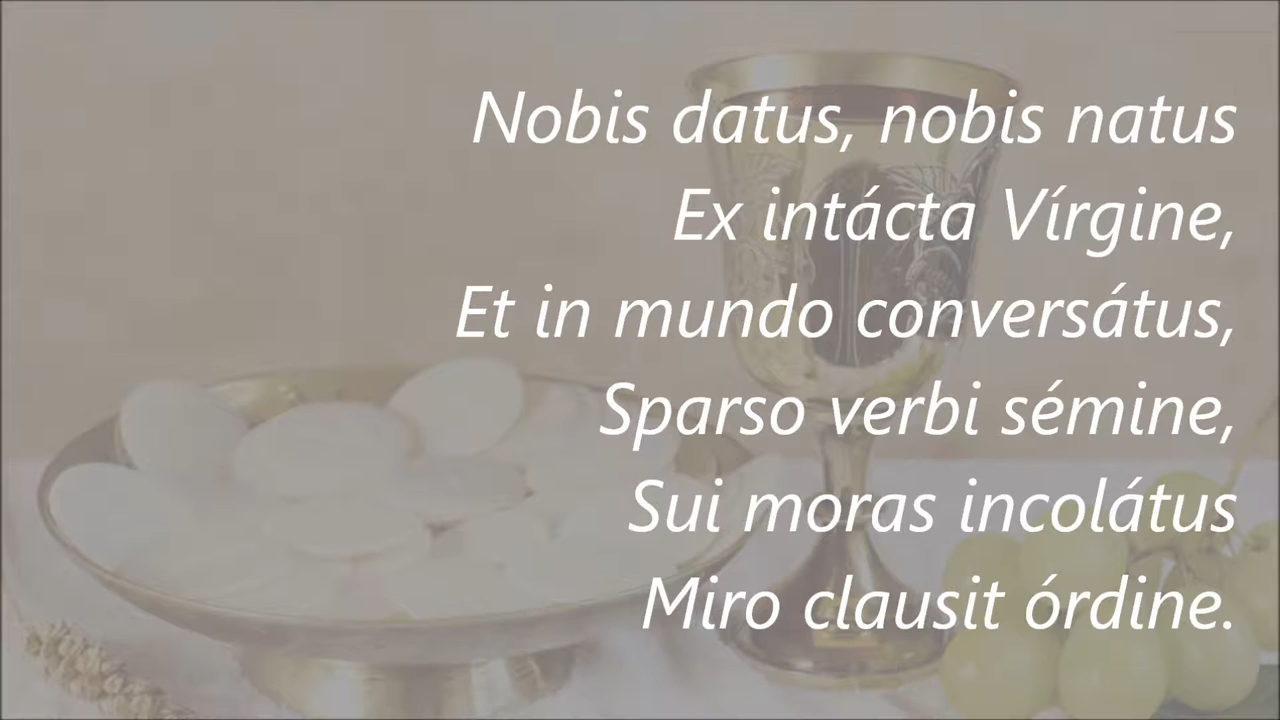 Nobis datus, nobis natus
Ex intácta Vírgine,
Et in mundo conversátus,
Sparso verbi sémine,
Sui moras incolátus
Miro clausit órdine.